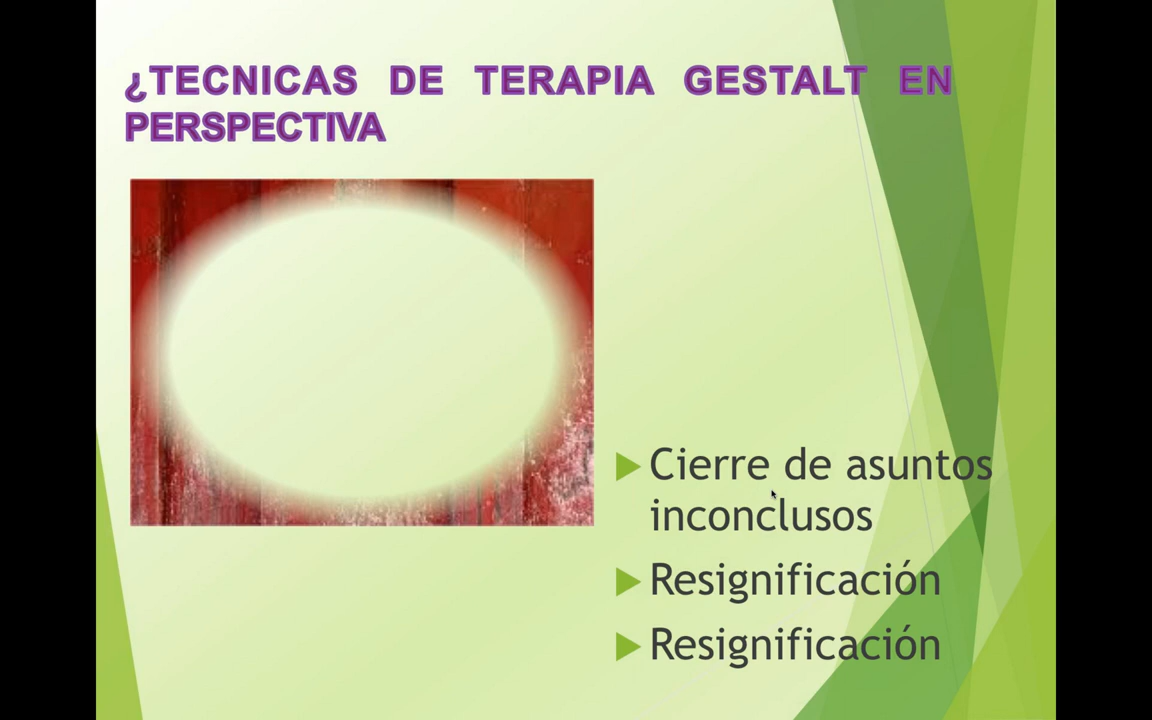 ¿TECNICAS DE TERAPIA GESTALT EN
PERSPECTIVA
Cierre de asuntos
inconclusos
Resignificación
Resignificación